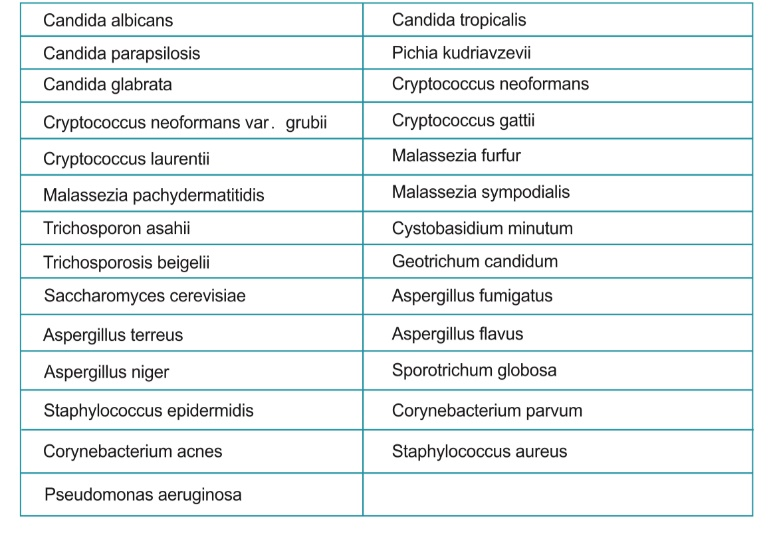 Candida albicans
Candida tropicalis
Candida parapsilosis
Pichia kudriavzevii
Candida glabrata
Cryptococcus neoformans
Cryptococcus neoformans var. grubii
Cryptococcus gattii
Cryptococcus laurentii
Malassezia furfur
Malassezia pachydermatitidis
Malassezia sympodialis
Trichosporon asahii
Cystobasidium minutum
Trichosporosis beigelii
Geotrichum candidum
Saccharomyces cerevisiae
Aspergillus fumigatus
Aspergillus terreus
Aspergillus flavus
Aspergillus niger
Sporotrichum globosa
Staphylococcus epidermidis
Corynebacterium parvum
Corynebacterium acnes
Staphylococcus aureus
Pseudomonas aeruginosa